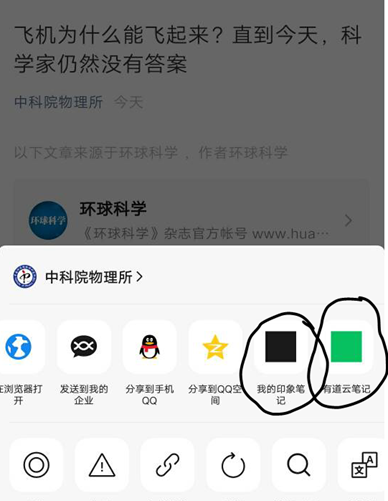 飞机为什么能飞起来？直到今天，科
学家仍然没有答案
中科院物理所 今天
以下文章来源于环球科学，作者环球科学
环球科学
环球科学
《环球科学》杂志官方帐号 www.hua…
中科院物理所
在浏览器打
开
发送到我的
企业
分享到手机
QQ
分享到QQ空
间
我的印象笔
记
有道云笔记